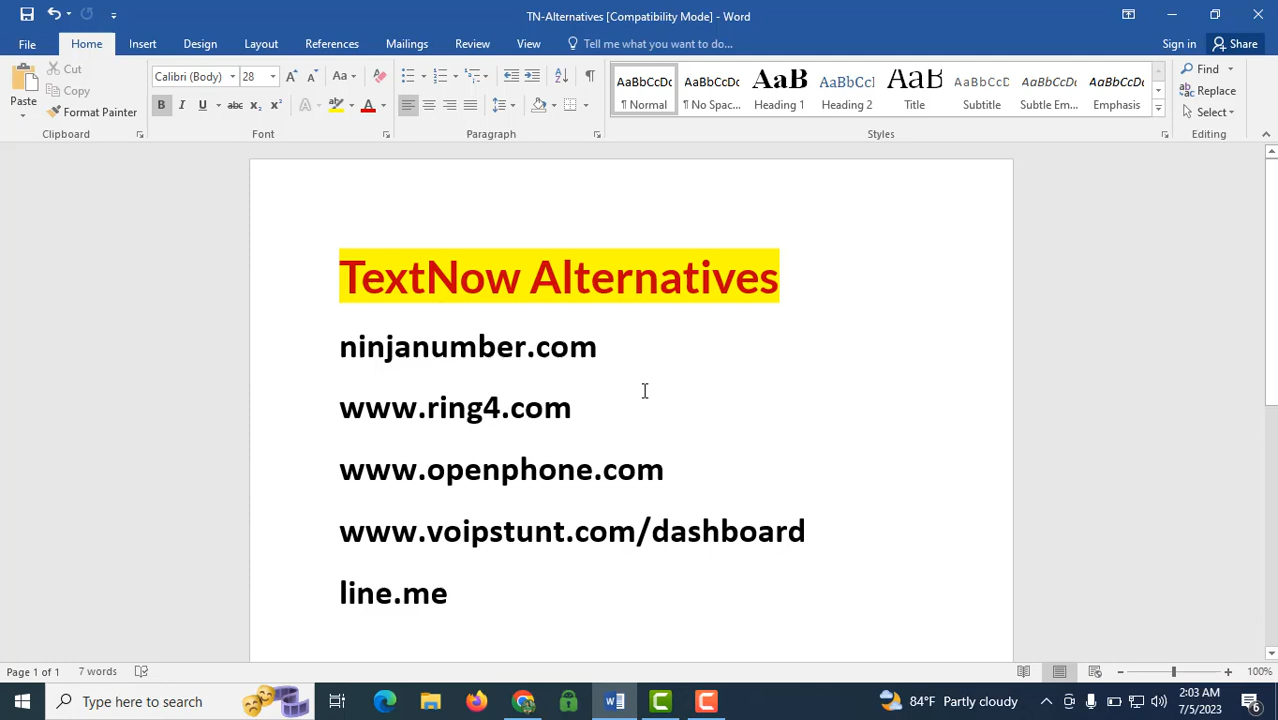 TN-Alternatives [Compatibility Mode] - Word
File Home Insert Design Layout References Mailings Review View Tell me what you want to do... Sign in Share
Paste
Cut
Copy
Format Painter
Clipboard
Calibri (Body) 28
Font
Paragraph
AaBbCcDc AaBbCcDc AaB AaBbCcl AaB AaBbCcD AaBbCcDc AaBbCcDc
¶ Normal ¶ No Spac... Heading 1 Heading 2 Title Subtitle Subtle Em... Emphasis
Styles
Find
Replace
Select
Editing
TextNow Alternatives
ninjanumber.com
www.ring4.com
www.openphone.com
www.voipstunt.com/dashboard
line.me
Page 1 of 1 7 words 100%
Type here to search 84°F Partly cloudy 2:03 AM
7/5/2023 6